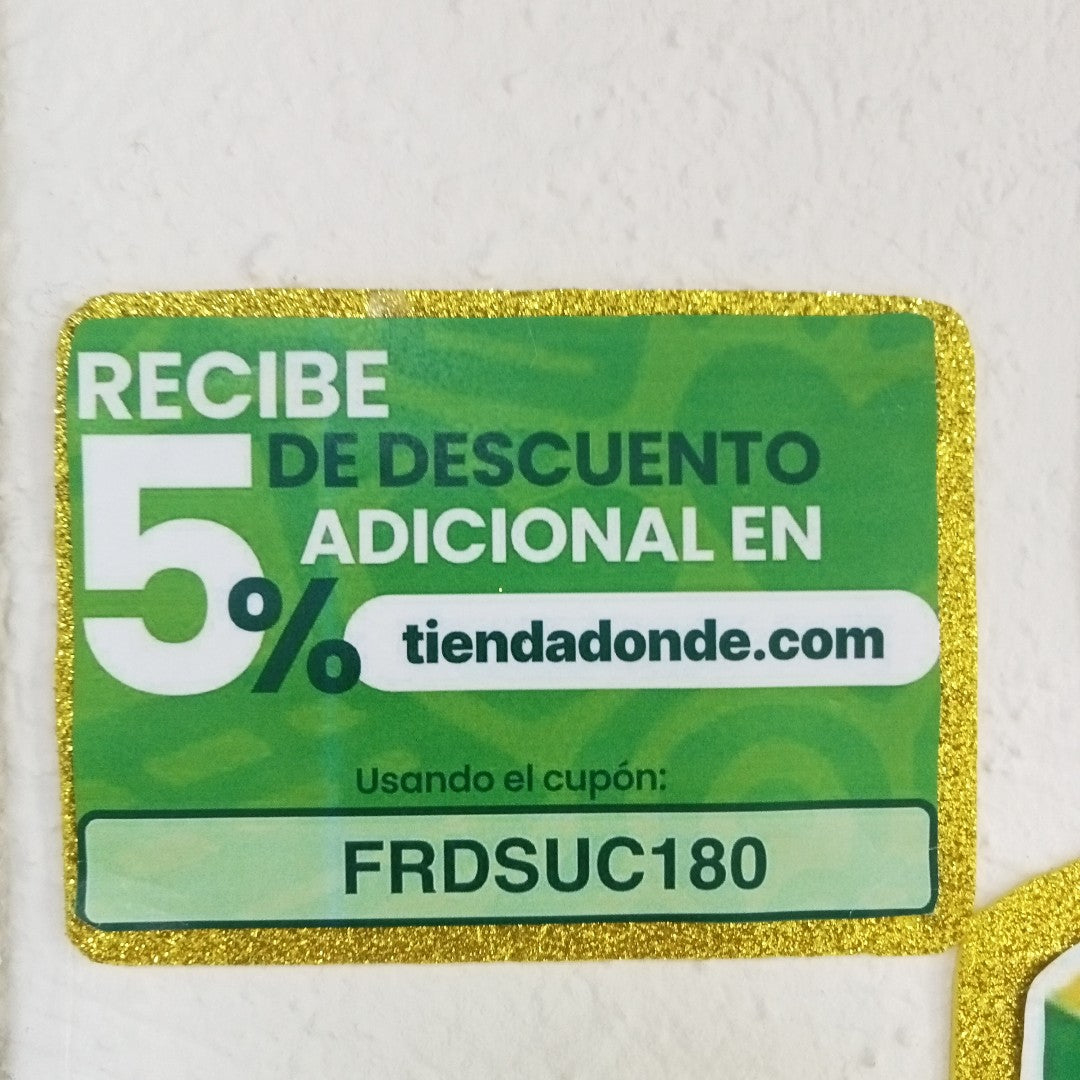 RECIBE
5%
DE DESCUENTO
ADICIONAL EN
tiendadonde.com
Usando el cupón:
FRDSUC180